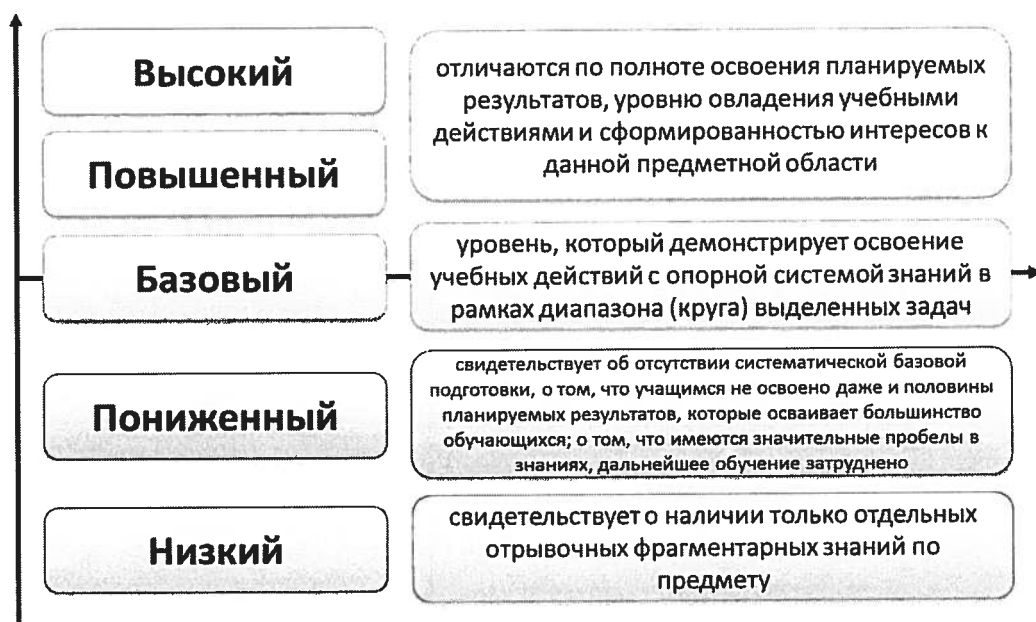 Высокий
отличаются по полноте освоения планируемых
результатов, уровню овладения учебными
действиями и сформированностью интересов к
данной предметной области
Повышенный
Базовый
уровень, который демонстрирует освоение
учебных действий с опорной системой знаний в
рамках диапазона (круга) выделенных задач
Пониженный
свидетельствует об отсутствии систематической базовой
подготовки, о том, что учащимся не освоено даже и половины
планируемых результатов, которые осваивает большинство
обучающихся; о том, что имеются значительные пробелы в
знаниях, дальнейшее обучение затруднено
Низкий
свидетельствует о наличии только отдельных
отрывочных фрагментарных знаний по
предмету